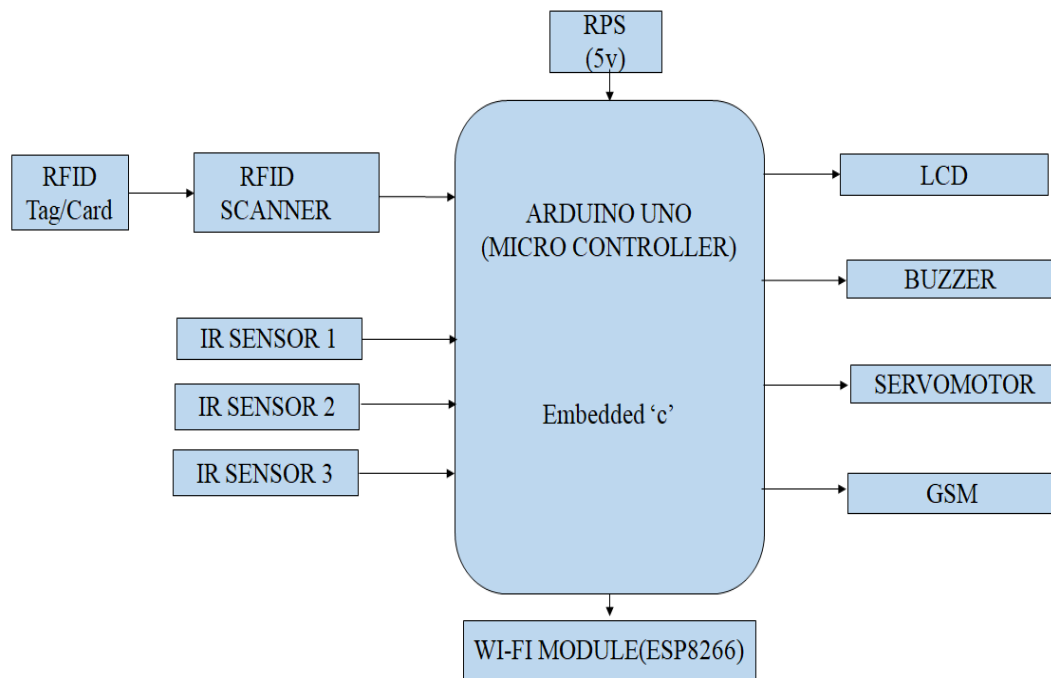 RPS
(5v)
RFID
Tag/Card
RFID
SCANNER
ARDUINO UNO
(MICRO CONTROLLER)
Embedded ‘c’
IR SENSOR 1
IR SENSOR 2
IR SENSOR 3
LCD
BUZZER
SERVOMOTOR
GSM
WI-FI MODULE(ESP8266)